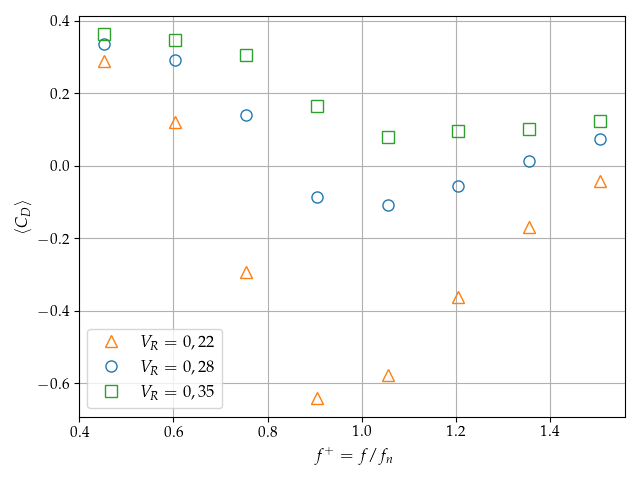 0.4
0.2
0.0
−0.2
−0.4
−0.6
⟨C_D⟩
V_R = 0,22
V_R = 0,28
V_R = 0,35
0.4 0.6 0.8 1.0 1.2 1.4
f⁺ = f/f_n